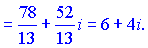 = 78/13 + 52/13 i = 6 + 4i.